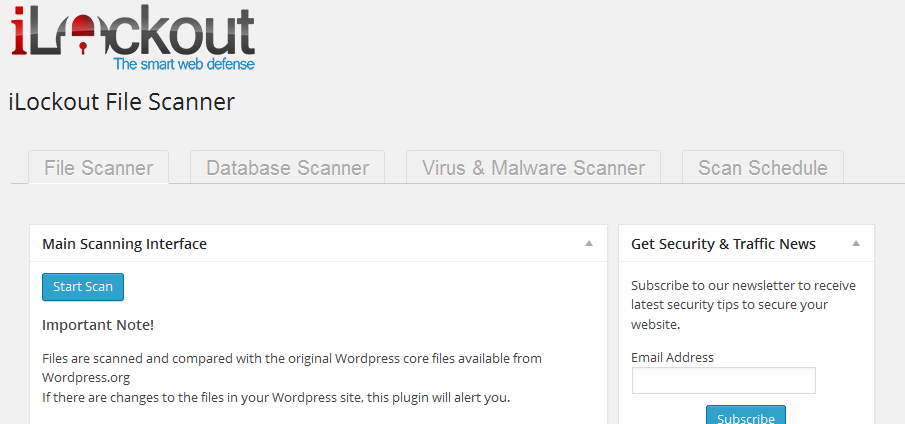 iLockout
The smart web defense
iLockout File Scanner
File Scanner
Database Scanner
Virus & Malware Scanner
Scan Schedule
Main Scanning Interface
Start Scan
Important Note!
Files are scanned and compared with the original Wordpress core files available from
Wordpress.org
If there are changes to the files in your Wordpress site, this plugin will alert you.
Get Security & Traffic News
Subscribe to our newsletter to receive
latest security tips to secure your
website.
Email Address
Subscribe